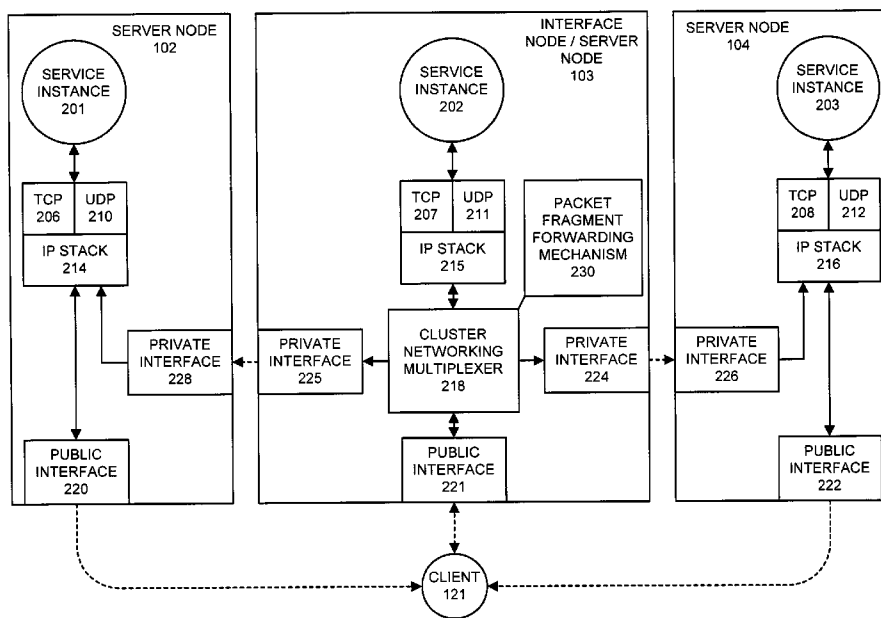 SERVER NODE
102
SERVICE
INSTANCE
201
TCP
206
UDP
210
IP STACK
214
PRIVATE
INTERFACE
228
PUBLIC
INTERFACE
220
INTERFACE
NODE / SERVER
NODE
103
SERVICE
INSTANCE
202
TCP
207
UDP
211
IP STACK
215
PACKET
FRAGMENT
FORWARDING
MECHANISM
230
PRIVATE
INTERFACE
225
CLUSTER
NETWORKING
MULTIPLEXER
218
PRIVATE
INTERFACE
224
PUBLIC
INTERFACE
221
SERVER NODE
104
SERVICE
INSTANCE
203
TCP
208
UDP
212
IP STACK
216
PRIVATE
INTERFACE
226
PUBLIC
INTERFACE
222
CLIENT
121